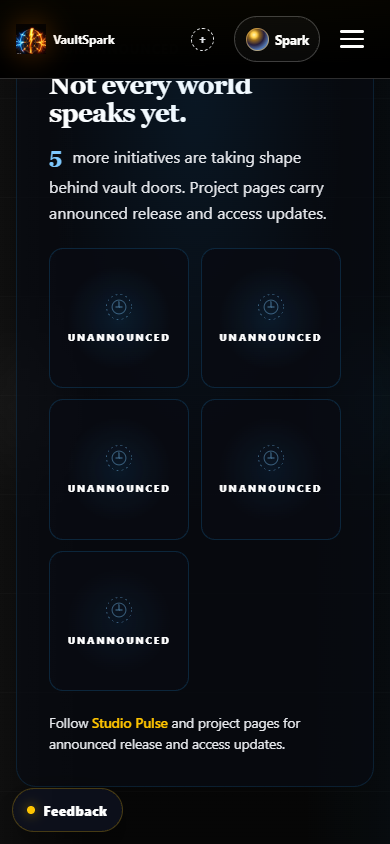 VaultSpark
+
Spark
Not every world
speaks yet.
5 more initiatives are taking shape
behind vault doors. Project pages carry
announced release and access updates.
UNANNOUNCED
UNANNOUNCED
UNANNOUNCED
UNANNOUNCED
UNANNOUNCED
Follow Studio Pulse and project pages for
announced release and access updates.
Feedback